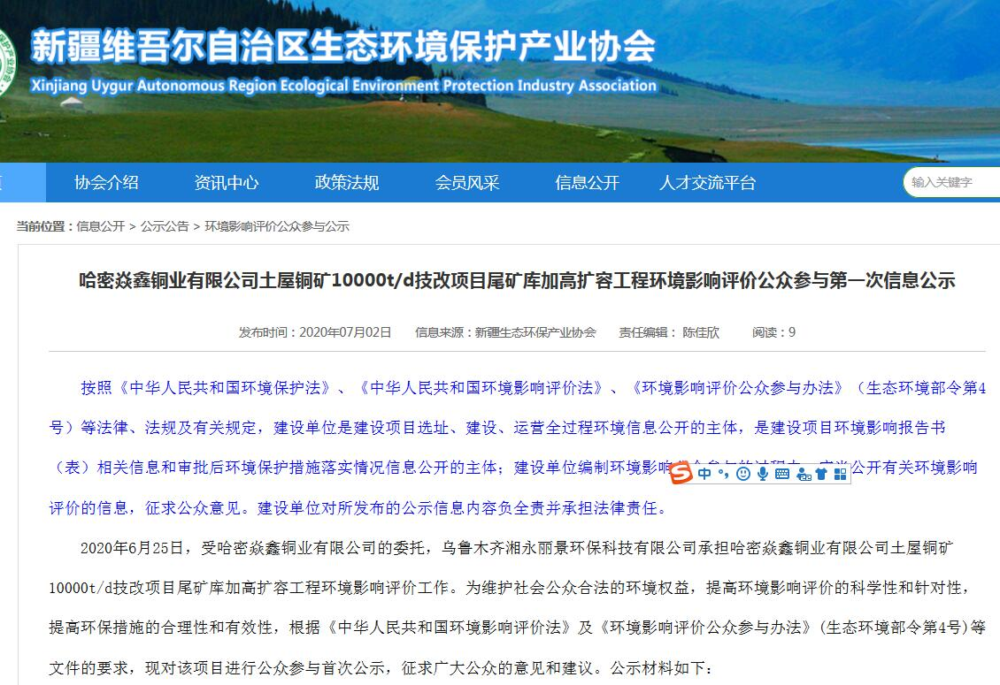 新疆维吾尔自治区生态环境保护产业协会
Xinjiang Uygur Autonomous Region Ecological Environment Protection Industry Association
协会介绍 资讯中心 政策法规 会员风采 信息公开 人才交流平台 输入关键字
当前位置：信息公开 > 公示公告 > 环境影响评价公众参与公示
哈密焱鑫铜业有限公司土屋铜矿10000t/d技改项目尾矿库加高扩容工程环境影响评价公众参与第一次信息公示
发布时间：2020年07月02日 信息来源：新疆生态环保产业协会 责任编辑： 陈佳欣 阅读：9
按照《中华人民共和国环境保护法》、《中华人民共和国环境影响评价法》、《环境影响评价公众参与办法》（生态环境部令第4
号）等法律、法规及有关规定，建设单位是建设项目选址、建设、运营全过程环境信息公开的主体，是建设项目环境影响报告书
（表）相关信息和审批后环境保护措施落实情况信息公开的主体；建设单位编制环境影响 中 公开有关环境影响
评价的信息，征求公众意见。建设单位对所发布的公示信息内容负全责并承担法律责任。
2020年6月25日，受哈密焱鑫铜业有限公司的委托，乌鲁木齐湘永丽景环保科技有限公司承担哈密焱鑫铜业有限公司土屋铜矿
10000t/d技改项目尾矿库加高扩容工程环境影响评价工作。为维护社会公众合法的环境权益，提高环境影响评价的科学性和针对性，
提高环保措施的合理性和有效性，根据《中华人民共和国环境影响评价法》及《环境影响评价公众参与办法》(生态环境部令第4号)等
文件的要求，现对该项目进行公众参与首次公示，征求广大公众的意见和建议。公示材料如下：